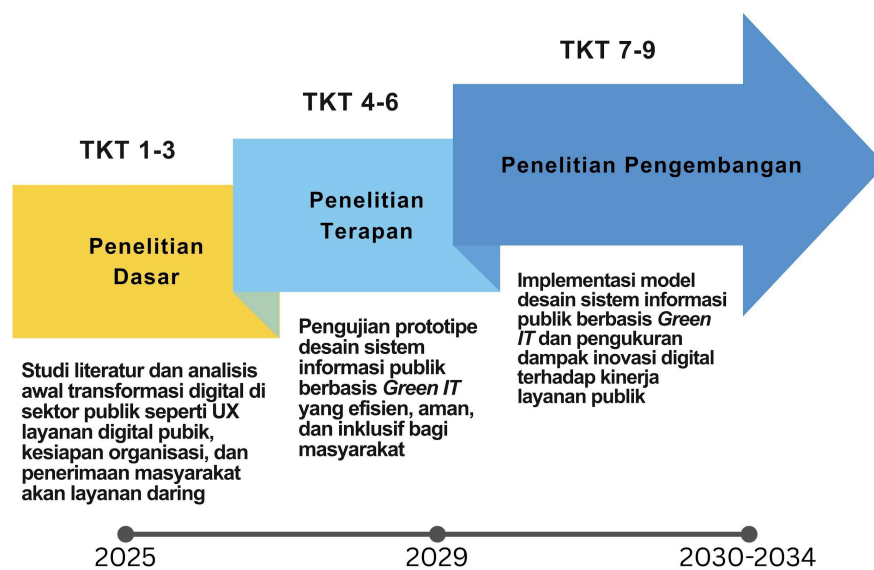 TKT 7-9
TKT 4-6
TKT 1-3
Penelitian Pengembangan
Penelitian
Terapan
Penelitian
Dasar
Implementasi model
desain sistem informasi
publik berbasis Green
IT dan pengukuran
dampak inovasi digital
terhadap kinerja
layanan publik
Pengujian prototipe
desain sistem
informasi publik
berbasis Green IT
yang efisien, aman,
dan inklusif bagi
masyarakat
Studi literatur dan analisis
awal transformasi digital di
sektor publik seperti UX
layanan digital pubik,
kesiapan organisasi, dan
penerimaan masyarakat
akan layanan daring
2025
2029
2030-2034